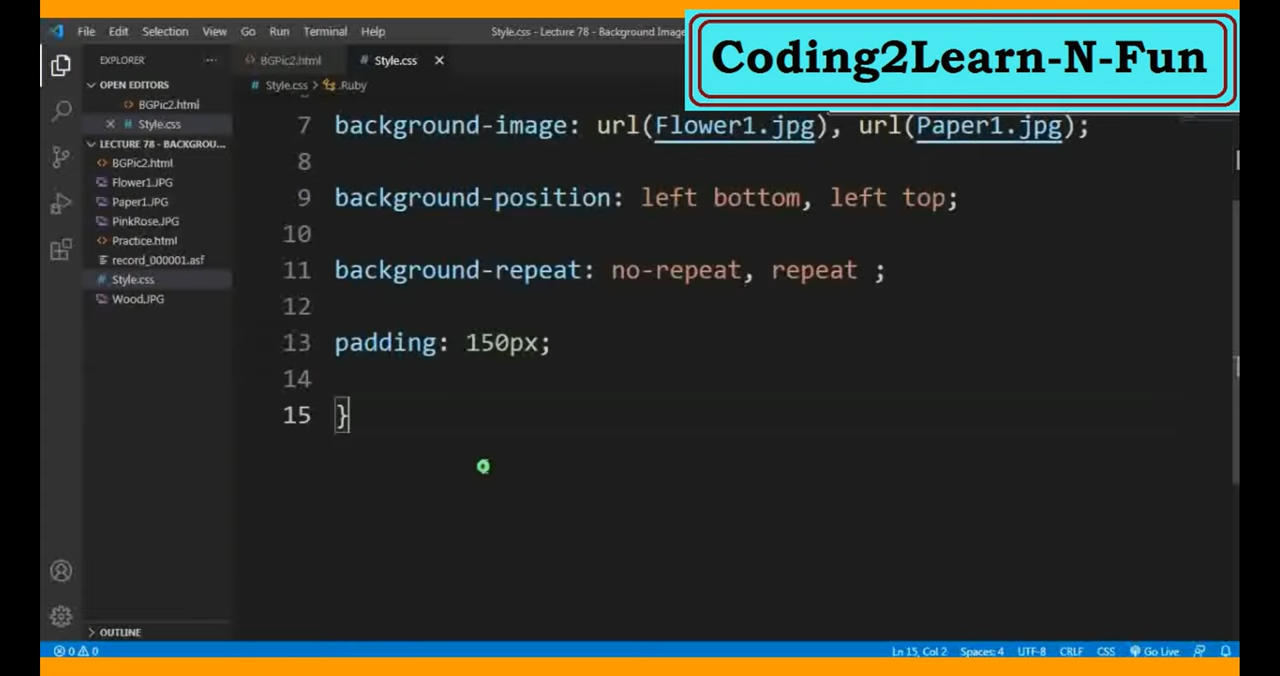 File Edit Selection View Go Run Terminal Help
Style.css - Lecture 78 - Background Image
Coding2Learn-N-Fun
EXPLORER ...
BGPic2.html
# Style.css ×
OPEN EDITORS
BGPic2.html
× # Style.css
LECTURE 78 - BACKGROU...
BGPic2.html
Flower1.JPG
Paper1.JPG
PinkRose.JPG
Practice.html
record_000001.asf
# Style.css
Wood.JPG
OUTLINE
# Style.css > .Ruby
7 background-image: url(Flower1.jpg), url(Paper1.jpg);
8
9 background-position: left bottom, left top;
10
11 background-repeat: no-repeat, repeat ;
12
13 padding: 150px;
14
15 }
0 0
Ln 15, Col 2 Spaces: 4 UTF-8 CRLF CSS Go Live